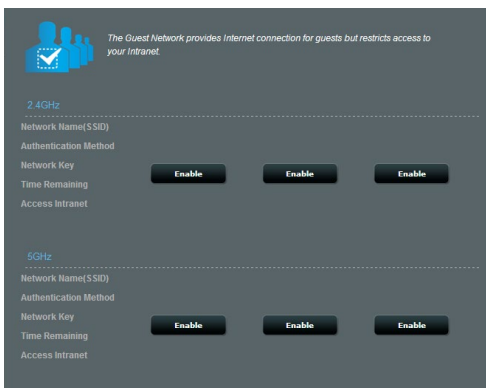 The Guest Network provides Internet connection for guests but restricts access to
your Intranet.
2.4GHz
Network Name(SSID)
Authentication Method
Network Key
Enable Enable Enable
Time Remaining
Access Intranet
5GHz
Network Name(SSID)
Authentication Method
Network Key
Enable Enable Enable
Time Remaining
Access Intranet